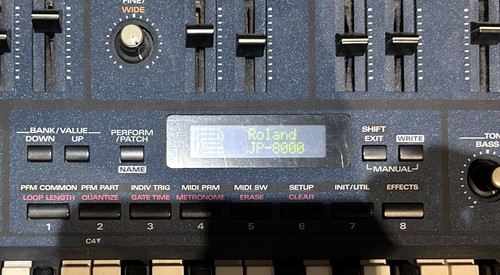 FINE/
WIDE
BANK/VALUE
DOWN UP
PERFORM
/PATCH
NAME
Roland
JP-8000
SHIFT
EXIT WRITE
MANUAL
TON
BASS
PFM COMMON PFM PART INDIV TRIG MIDI PRM MIDI SW SETUP INIT/UTIL EFFECTS
LOOP LENGTH QUANTIZE GATE TIME METRONOME ERASE CLEAR
1 2 3 4 5 6 7 8
C4▼